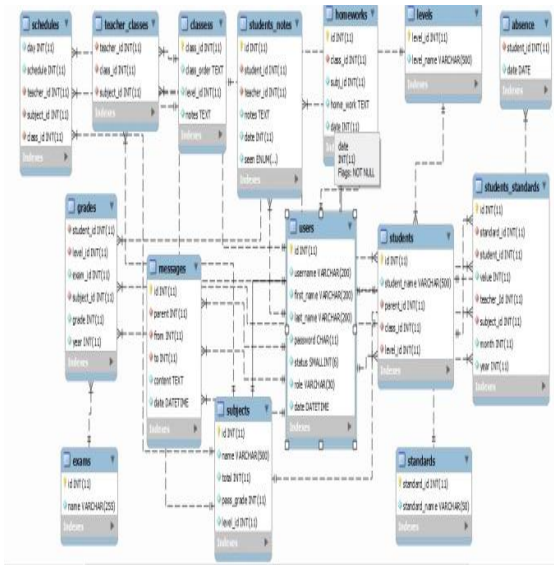 schedules
day INT(11)
schedule INT(11)
teacher_id INT(11)
subject_id INT(11)
class_id INT(11)
Indexes
teacher_classes
teacher_id INT(11)
class_id INT(11)
subject_id INT(11)
Indexes
classess
class_id INT(11)
class_order TEXT
level_id INT(11)
notes TEXT
Indexes
students_notes
id INT(11)
student_id INT(11)
teacher_id INT(11)
notes TEXT
date INT(11)
seen ENUM(...)
Indexes
homeworks
id INT(11)
class_id INT(11)
subj_id INT(11)
home_work TEXT
date INT(11)
date
INT(11)
Flags: NOT NULL
levels
level_id INT(11)
level_name VARCHAR(500)
Indexes
absence
student_id INT(11)
date DATE
Indexes
grades
student_id INT(11)
level_id INT(11)
exam_id INT(11)
subject_id INT(11)
grade INT(11)
year INT(11)
Indexes
messages
id INT(11)
parent INT(11)
from INT(11)
to INT(11)
content TEXT
date DATETIME
Indexes
users
id INT(11)
username VARCHAR(200)
first_name VARCHAR(200)
last_name VARCHAR(200)
password CHAR(11)
status SMALLINT(6)
role VARCHAR(30)
date DATETIME
Indexes
students
id INT(11)
student_name VARCHAR(500)
parent_id INT(11)
class_id INT(11)
level_id INT(11)
Indexes
students_standards
id INT(11)
standard_id INT(11)
student_id INT(11)
value INT(11)
teacher_id INT(11)
subject_id INT(11)
month INT(11)
year INT(11)
Indexes
exams
id INT(11)
name VARCHAR(255)
Indexes
subjects
id INT(11)
name VARCHAR(500)
total INT(11)
pass_grade INT(11)
level_id INT(11)
Indexes
standards
standard_id INT(11)
standard_name VARCHAR(50)
Indexes